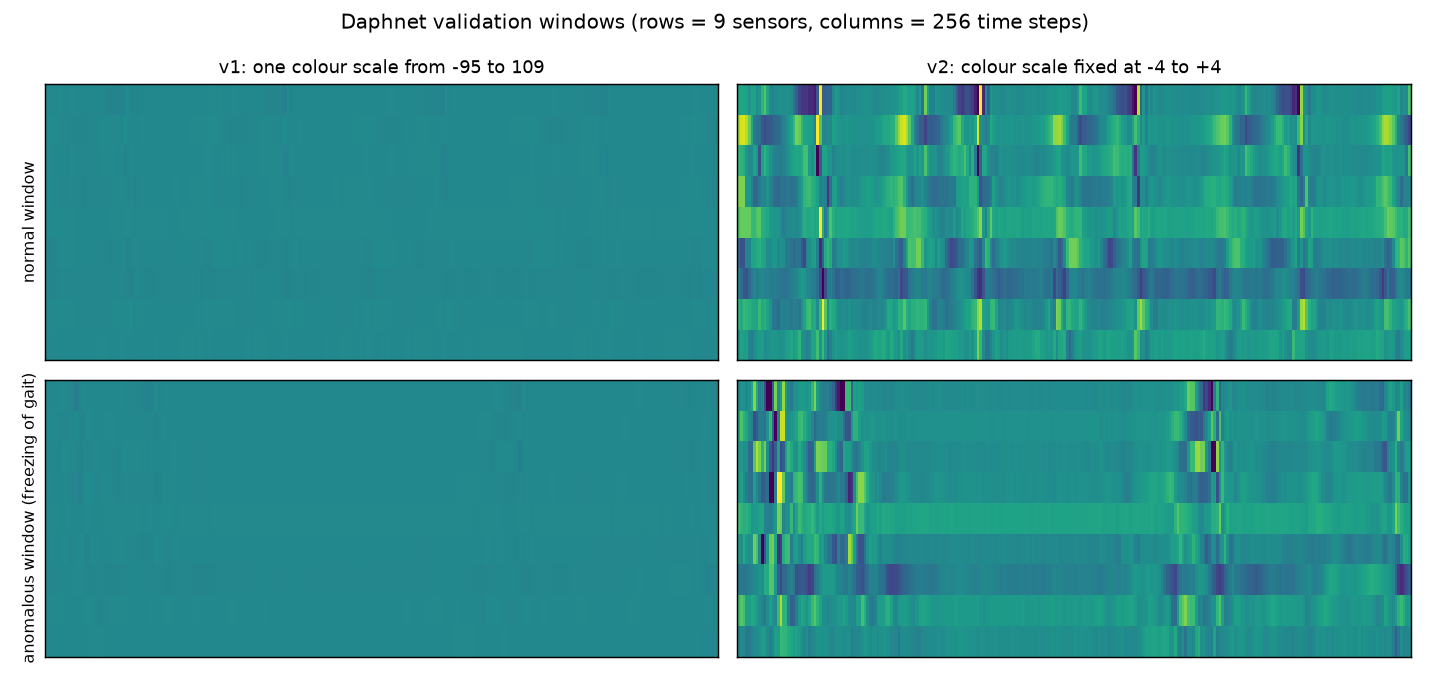 Daphnet validation windows (rows = 9 sensors, columns = 256 time steps)
v1: one colour scale from -95 to 109
v2: colour scale fixed at -4 to +4
normal window
anomalous window (freezing of gait)